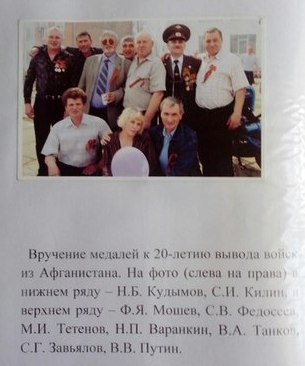 Вручение медалей к 20-летию вывода войск
из Афганистана. На фото (слева на права) в
нижнем ряду – Н.Б. Кудымов, С.И. Килин, в
верхнем ряду – Ф.Я. Мошев, С.В. Федосеев,
М.И. Тетенов, Н.П. Варанкин, В.А. Танков,
С.Г. Завьялов, В.В. Путин.